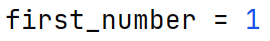 first_number = 1